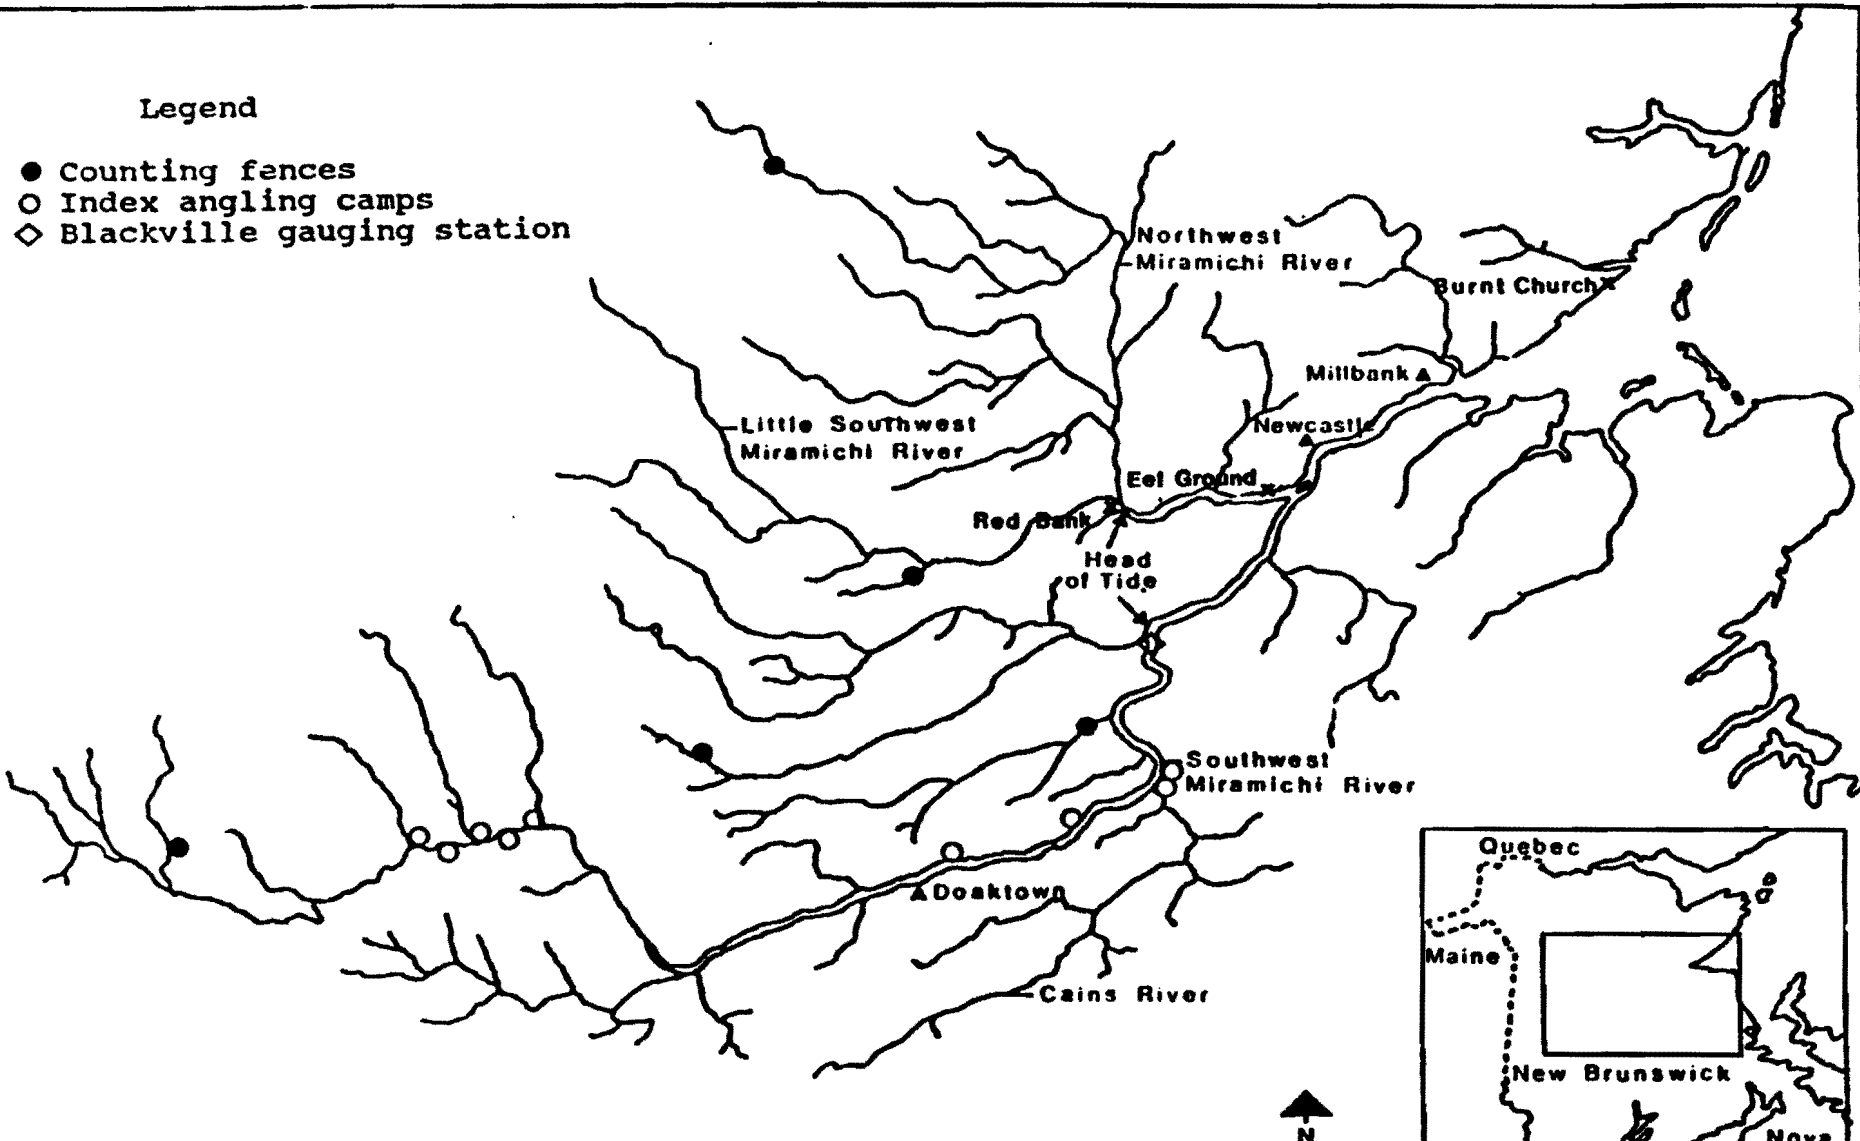 Legend
Counting fences
Index angling camps
Blackville gauging station
Northwest
Miramichi River
Burnt Church
Millbank
Newcastle
Little Southwest
Miramichi River
Eel Ground
Red Bank
Head
of Tide
Southwest
Miramichi River
Doaktown
Cains River
Quebec
Maine
New Brunswick
Nova
N